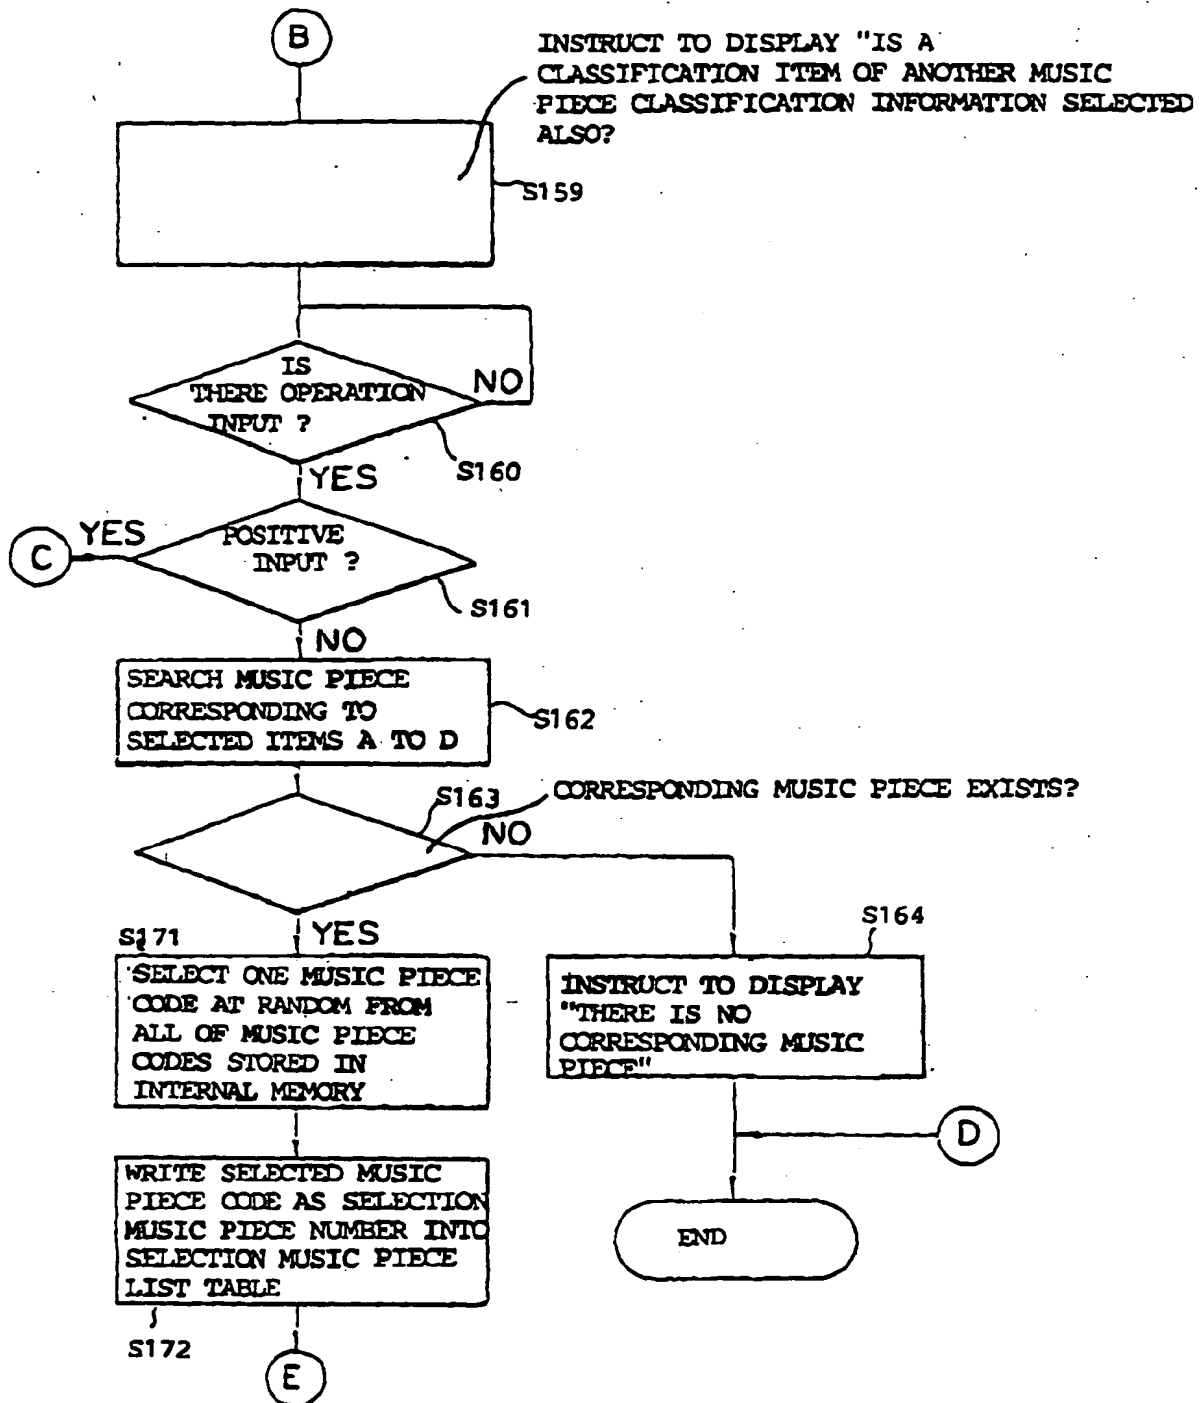 B
INSTRUCT TO DISPLAY "IS A
CLASSIFICATION ITEM OF ANOTHER MUSIC
PIECE CLASSIFICATION INFORMATION SELECTED
ALSO?
S159
IS
THERE OPERATION
INPUT ?
NO
S160
YES
POSITIVE
INPUT ?
YES
C
S161
NO
SEARCH MUSIC PIECE
CORRESPONDING TO
SELECTED ITEMS A TO D
S162
S163
CORRESPONDING MUSIC PIECE EXISTS?
NO
YES
S171
SELECT ONE MUSIC PIECE
CODE AT RANDOM FROM
ALL OF MUSIC PIECE
CODES STORED IN
INTERNAL MEMORY
S164
INSTRUCT TO DISPLAY
"THERE IS NO
CORRESPONDING MUSIC
PIECE"
D
WRITE SELECTED MUSIC
PIECE CODE AS SELECTION
MUSIC PIECE NUMBER INTO
SELECTION MUSIC PIECE
LIST TABLE
END
S172
E